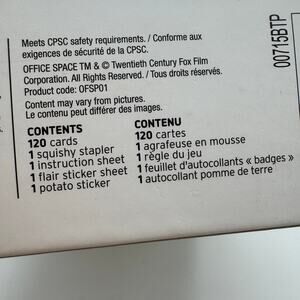 Meets CPSC safety requirements. / Conforme aux
exigences de sécurité de la CPSC.
OFFICE SPACE TM & © Twentieth Century Fox Film
Corporation. All Rights Reserved. / Tous droits réservés.
Product code: OFSP01
Content may vary from pictures.
Le contenu peut différer des images.
CONTENTS
120 cards
1 squishy stapler
1 instruction sheet
1 flair sticker sheet
1 potato sticker
CONTENU
120 cartes
1 agrafeuse en mousse
1 règle du jeu
1 feuillet d'autocollants « badges »
1 autocollant pomme de terre
00715BTP